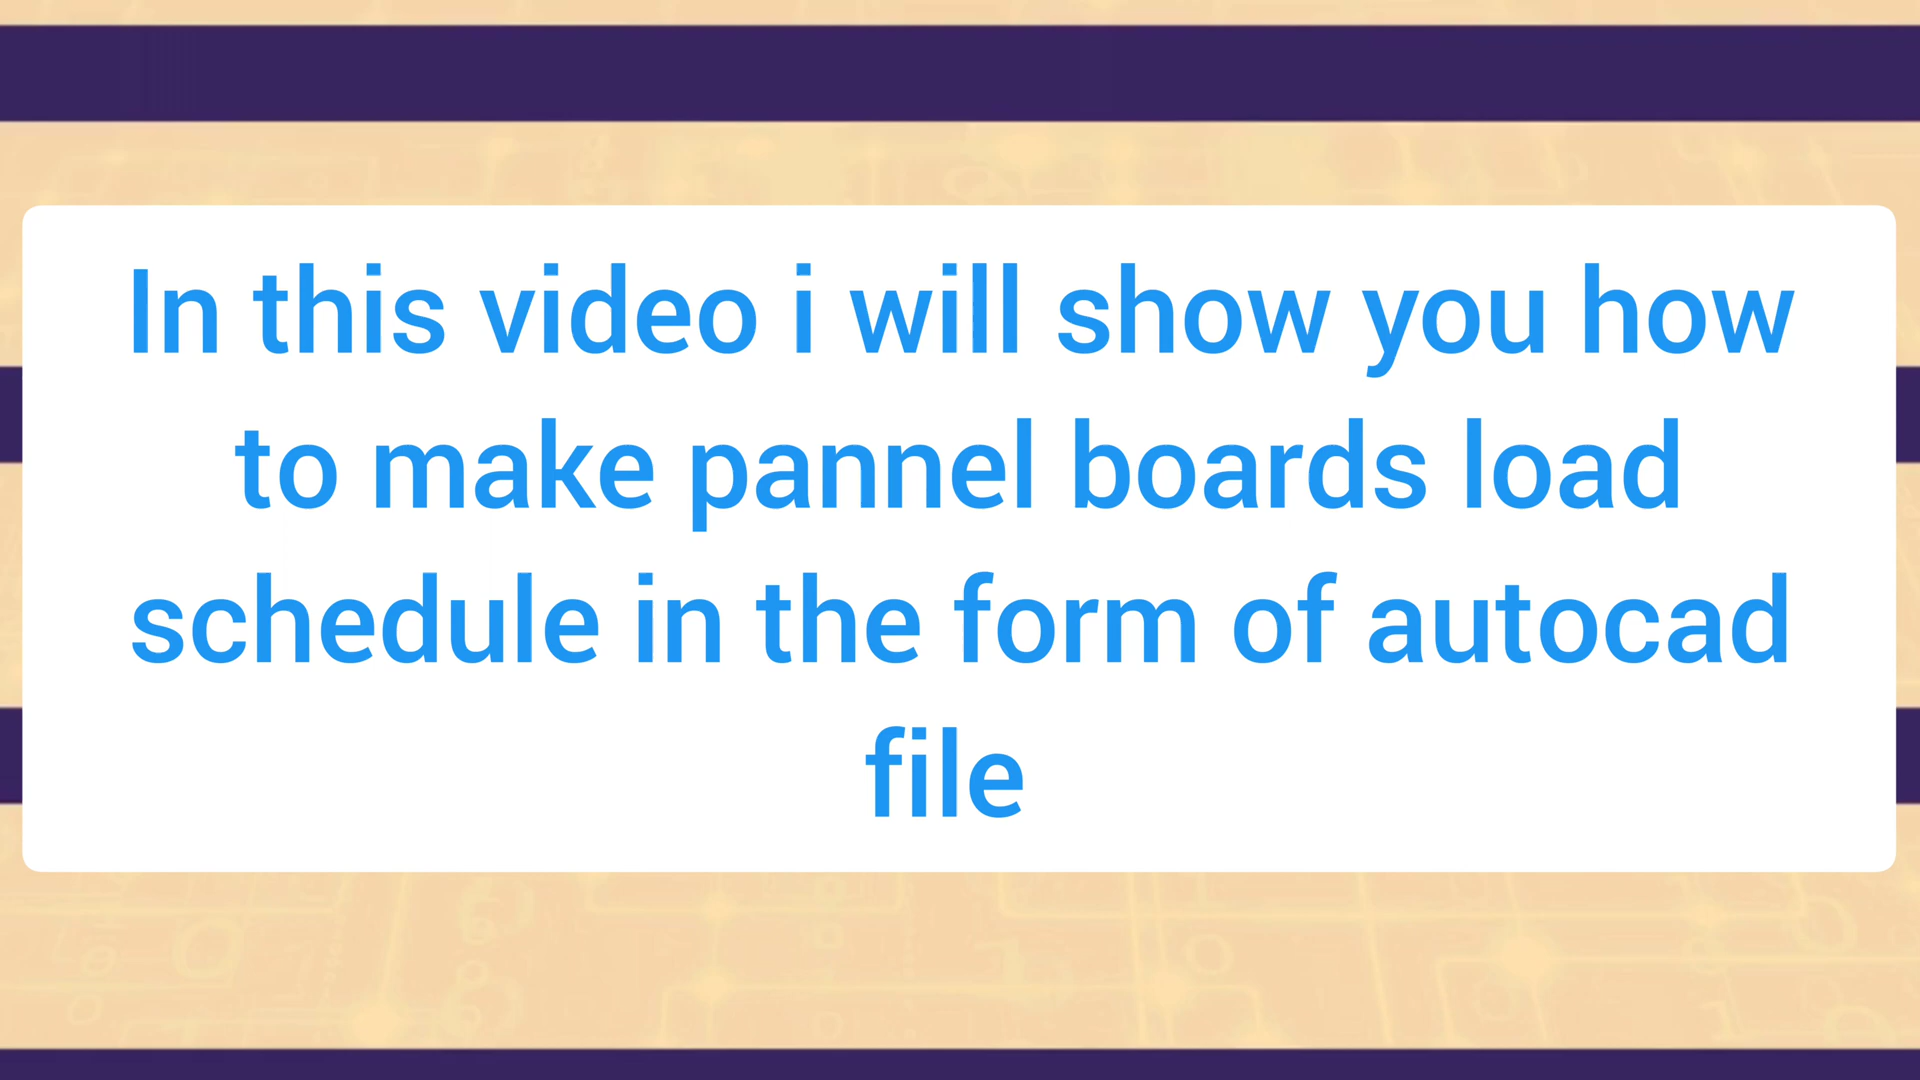 In this video i will show you how
to make pannel boards load
schedule in the form of autocad
file